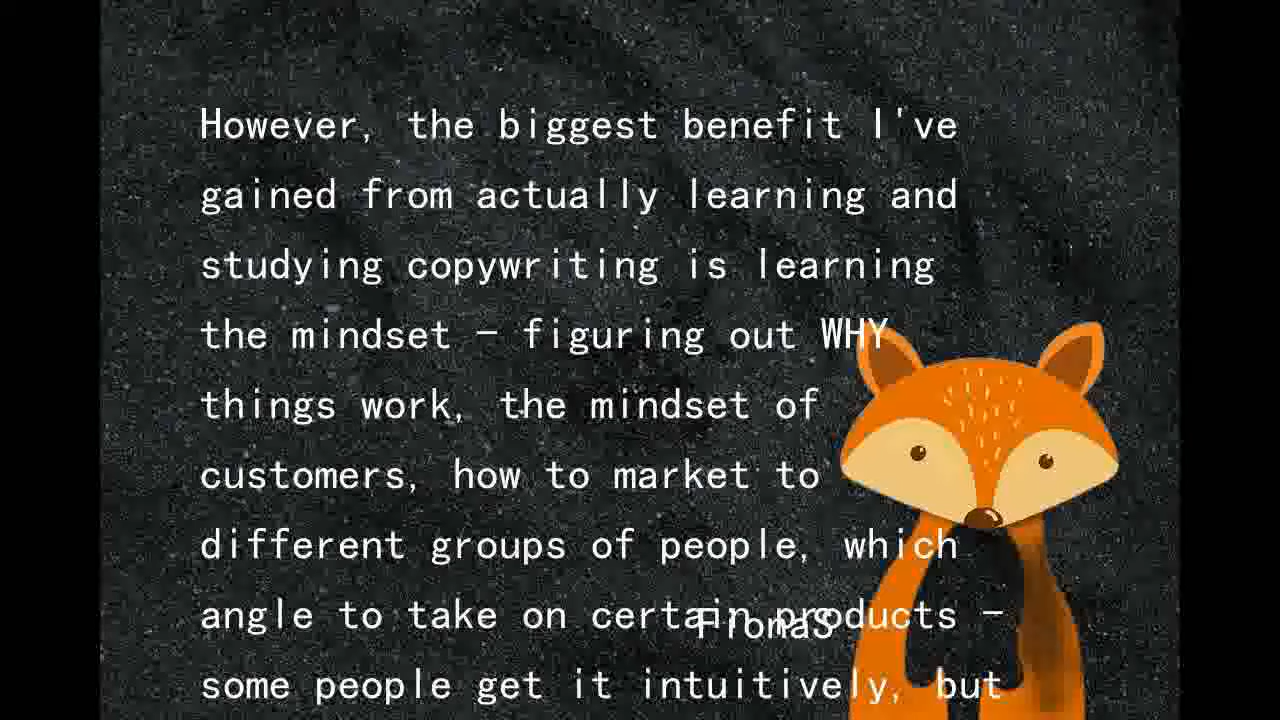 However, the biggest benefit I've
gained from actually learning and
studying copywriting is learning
the mindset – figuring out WHY
things work, the mindset of
customers, how to market to
different groups of people, which
angle to take on certain products –
FionaS
some people get it intuitively, but